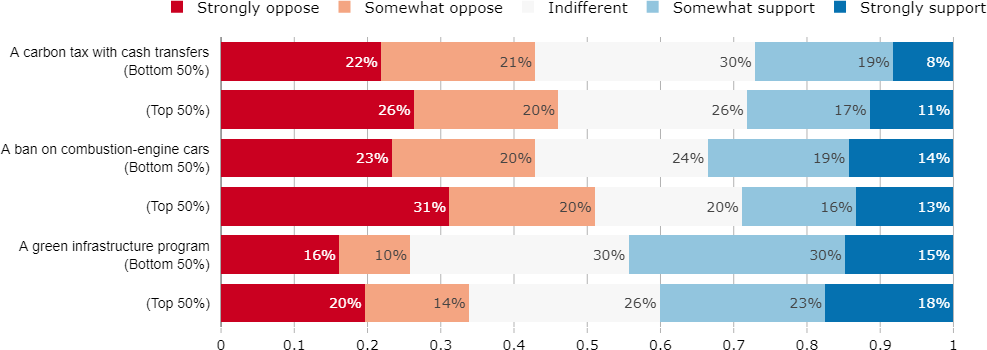 Strongly oppose Somewhat oppose Indifferent Somewhat support Strongly support
A carbon tax with cash transfers
(Bottom 50%)
22% 21% 30% 19% 8%
(Top 50%)
26% 20% 26% 17% 11%
A ban on combustion-engine cars
(Bottom 50%)
23% 20% 24% 19% 14%
(Top 50%)
31% 20% 20% 16% 13%
A green infrastructure program
(Bottom 50%)
16% 10% 30% 30% 15%
(Top 50%)
20% 14% 26% 23% 18%
0 0.1 0.2 0.3 0.4 0.5 0.6 0.7 0.8 0.9 1